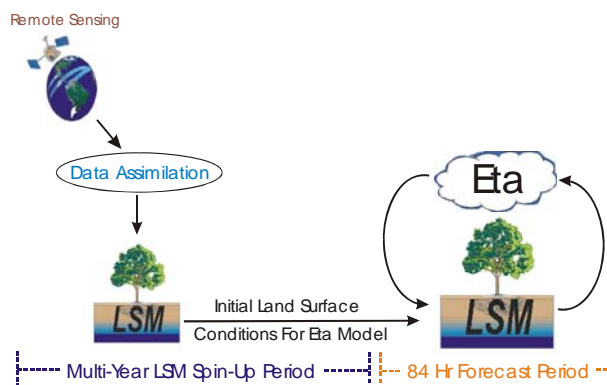 Remote Sensing
Data Assimilation
Eta
LSM
Initial Land Surface
Conditions For Eta Model
LSM
Multi-Year LSM Spin-Up Period
84 Hr Forecast Period